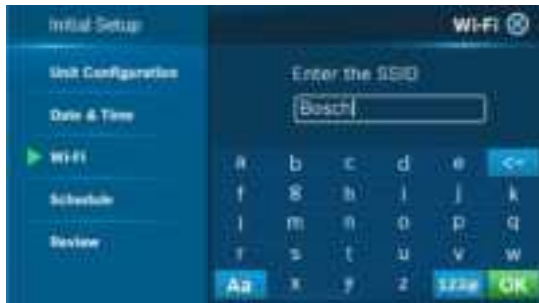 Initial Setup
Wi-Fi
Unit Configuration
Date & Time
Wi-Fi
Schedule
Review
Enter the SSID
Bosch
a b c d e <-
f g h i j k
l m n o p q
r s t u v w
Aa x y z 123@ OK